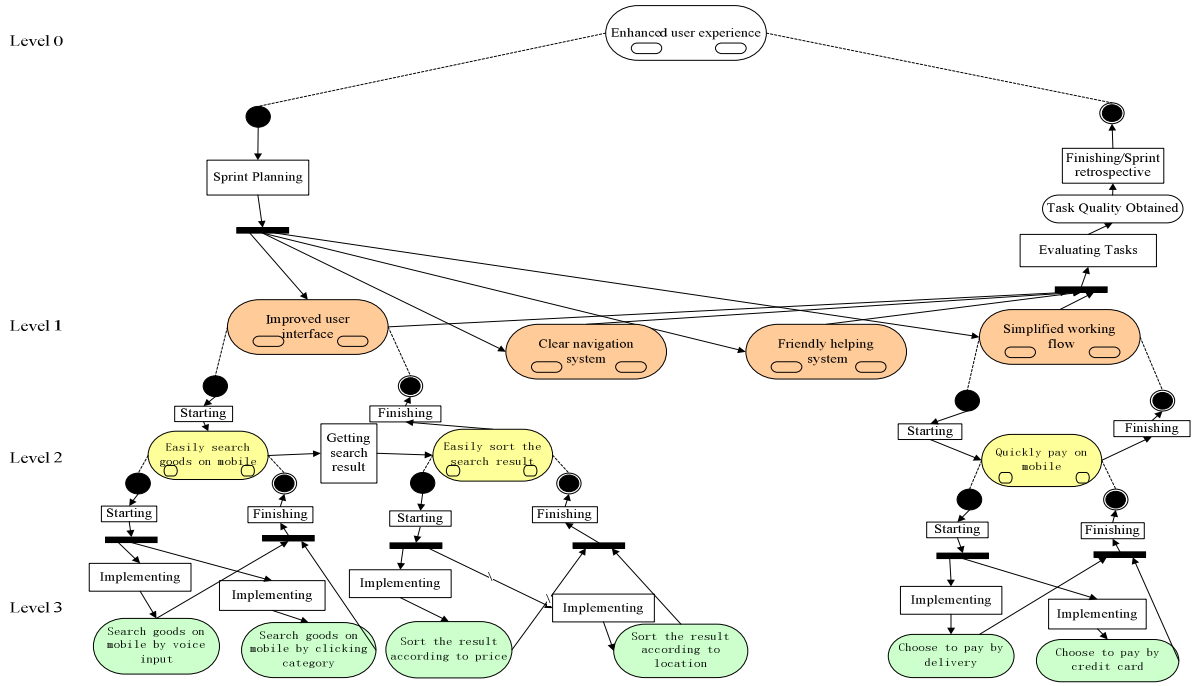 Level 0
Enhanced user experience
Sprint Planning
Finishing/Sprint
retrospective
Task Quality Obtained
Evaluating Tasks
Level 1
Improved user
interface
Clear navigation
system
Friendly helping
system
Simplified working
flow
Starting
Finishing
Starting
Finishing
Level 2
Easily search
goods on mobile
Getting
search
result
Easily sort the
search result
Quickly pay on
mobile
Starting
Finishing
Starting
Finishing
Starting
Finishing
Level 3
Implementing
Implementing
Implementing
Implementing
Implementing
Implementing
Search goods on
mobile by voice
input
Search goods on
mobile by clicking
category
Sort the result
according to price
Sort the result
according to
location
Choose to pay by
delivery
Choose to pay by
credit card